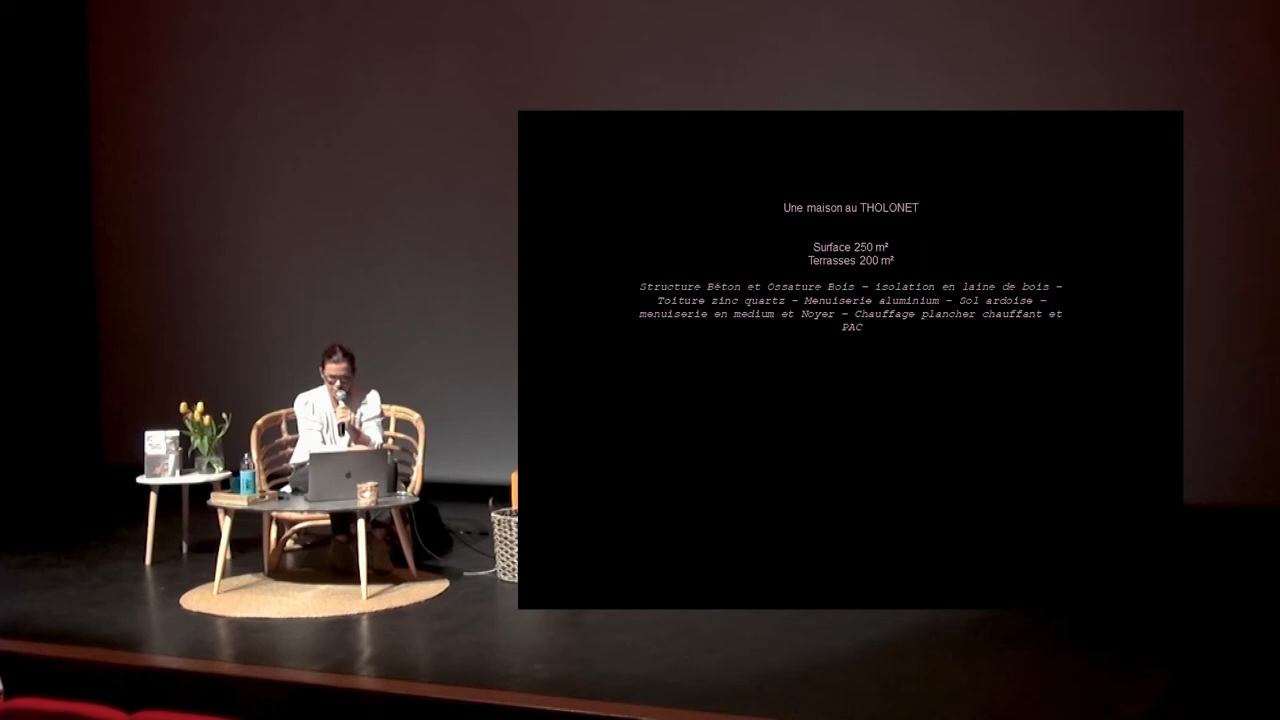 Une maison au THOLONET
Surface 250 m²
Terrasses 200 m²
Structure Béton et Ossature Bois – isolation en laine de bois –
Toiture zinc quartz – Menuiserie aluminium – Sol ardoise –
menuiserie en medium et Noyer – Chauffage plancher chauffant et
PAC